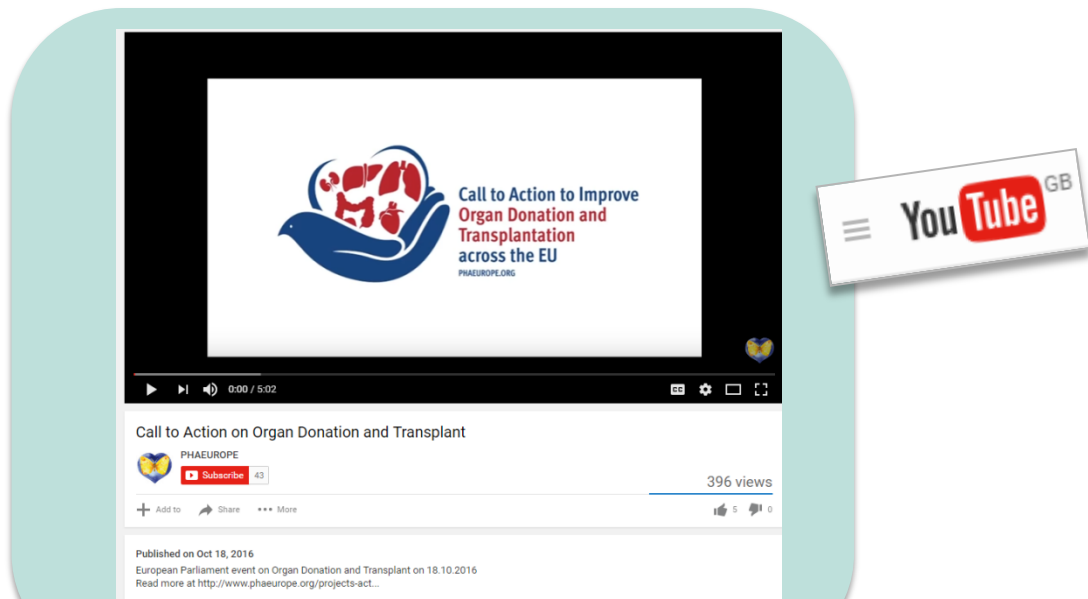 Call to Action to Improve
Organ Donation and
Transplantation
across the EU
PHAEUROPE.ORG
YouTube GB
0:00 / 5:02
CC
Call to Action on Organ Donation and Transplant
PHAEUROPE
Subscribe 43
396 views
Add to Share More
5 0
Published on Oct 18, 2016
European Parliament event on Organ Donation and Transplant on 18.10.2016
Read more at http://www.phaeurope.org/projects-act...